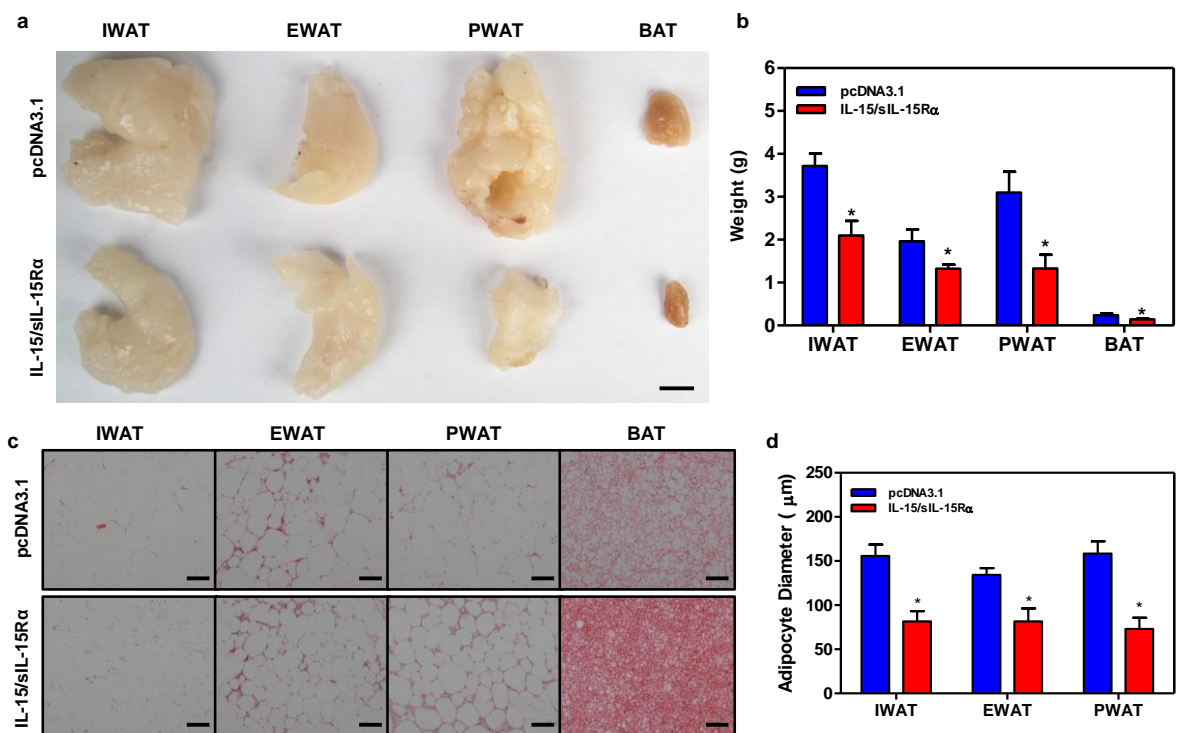 a
IWAT EWAT PWAT BAT
pcDNA3.1
IL-15/sIL-15Rα
b
6
5
4
3
2
1
0
Weight (g)
pcDNA3.1
IL-15/sIL-15Rα
* * * *
IWAT EWAT PWAT BAT
c
IWAT EWAT PWAT BAT
pcDNA3.1
IL-15/sIL-15Rα
d
250
200
150
100
50
0
Adipocyte Diameter ( μm)
pcDNA3.1
IL-15/sIL-15Rα
* * *
IWAT EWAT PWAT